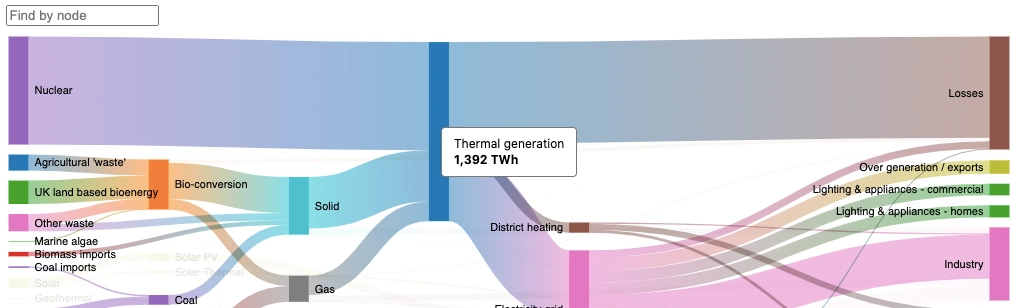 Find by node
Nuclear
Losses
Thermal generation
1,392 TWh
Agricultural 'waste'
Over generation / exports
Bio-conversion
UK land based bioenergy
Lighting & appliances - commercial
Solid
Lighting & appliances - homes
Other waste
District heating
Marine algae
Biomass imports
Solar PV
Coal imports
Industry
Solar Thermal
Solar
Gas
Geothermal
Coal
Electricity grid